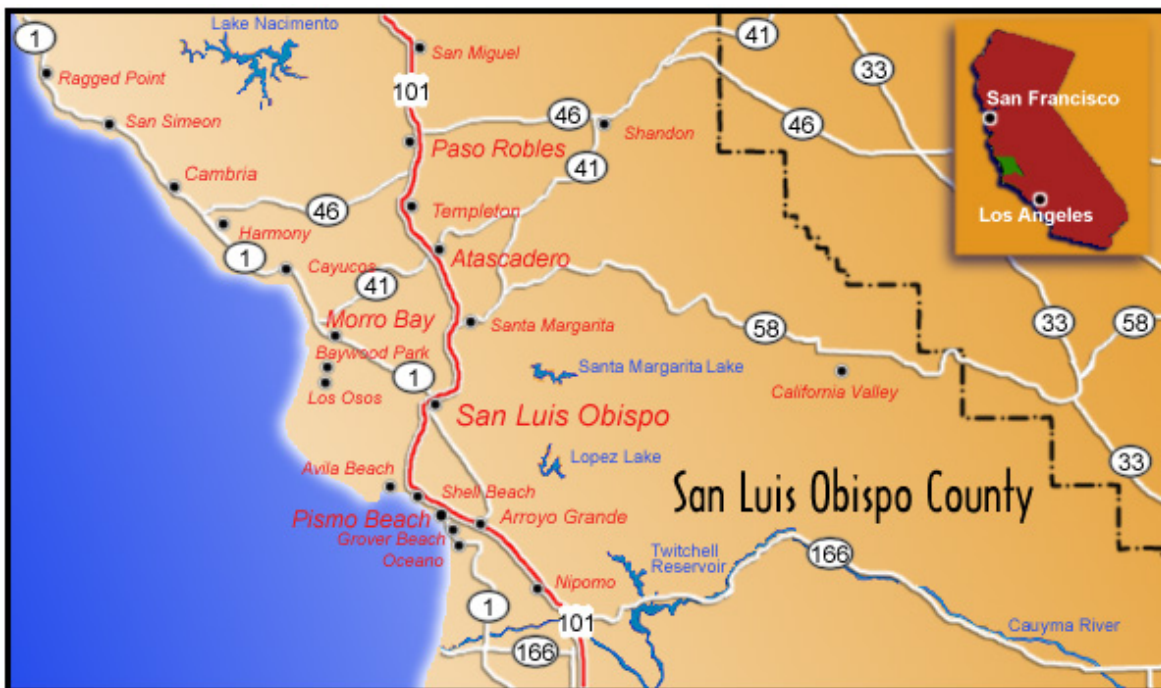 Lake Nacimento
1
41
San Miguel
33
Ragged Point
101
San Francisco
46
46
San Simeon
Shandon
Paso Robles
41
Cambria
46
Templeton
Los Angeles
Harmony
1
Atascadero
Cayucos
41
Morro Bay
Santa Margarita
58
33
58
Baywood Park
Santa Margarita Lake
1
Los Osos
California Valley
San Luis Obispo
Lopez Lake
33
Avila Beach
Shell Beach
San Luis Obispo County
Pismo Beach
Arroyo Grande
Grover Beach
Oceano
Twitchell
Reservoir
166
Nipomo
1
101
Cauyma River
166